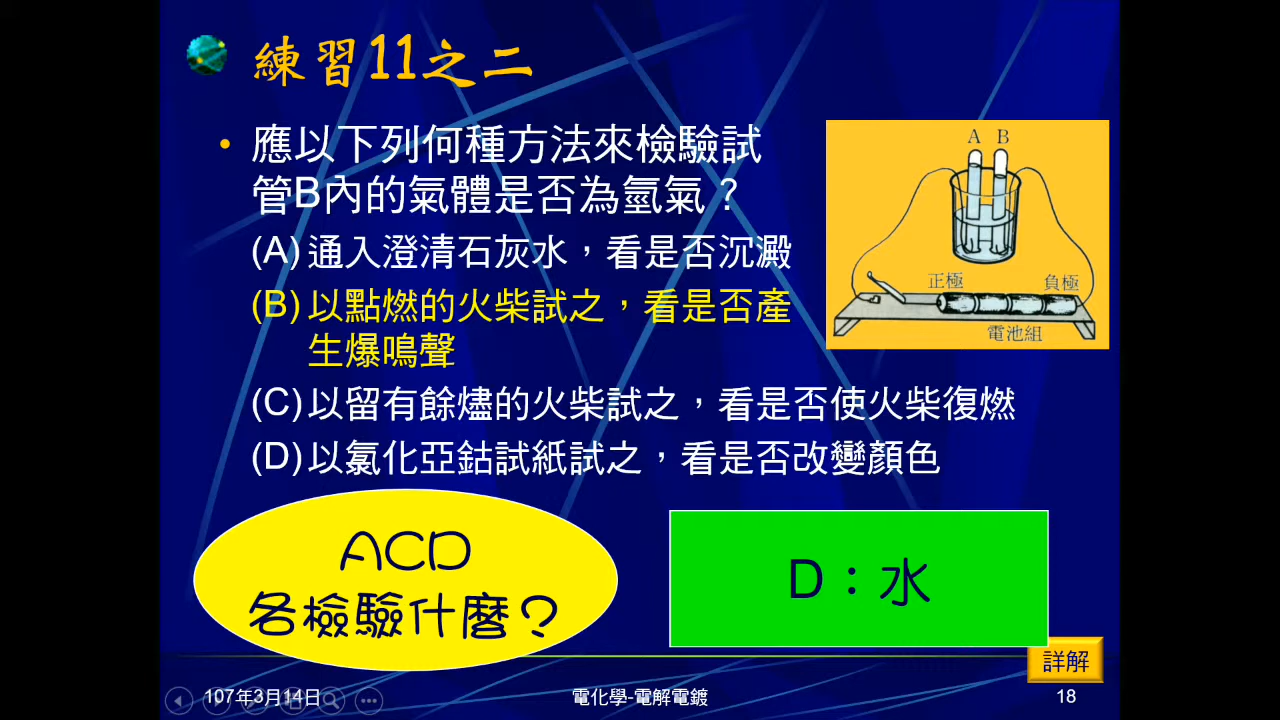 練習11之二
• 應以下列何種方法來檢驗試
管B內的氣體是否為氫氣？
(A) 通入澄清石灰水，看是否沉澱
(B) 以點燃的火柴試之，看是否產
生爆鳴聲
(C) 以留有餘燼的火柴試之，看是否使火柴復燃
(D) 以氯化亞鈷試紙試之，看是否改變顏色
A B
正極
負極
電池組
ACD
各檢驗什麼？
D：水
詳解
107年3月14日
電化學-電解電鍍
18